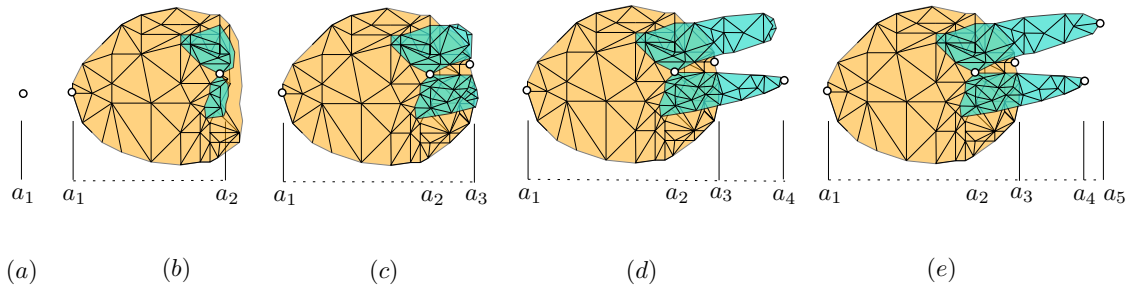 a₁ a₁ a₂ a₁ a₂ a₃ a₁ a₂ a₃ a₄ a₁ a₂ a₃ a₄ a₅
(a) (b) (c) (d) (e)